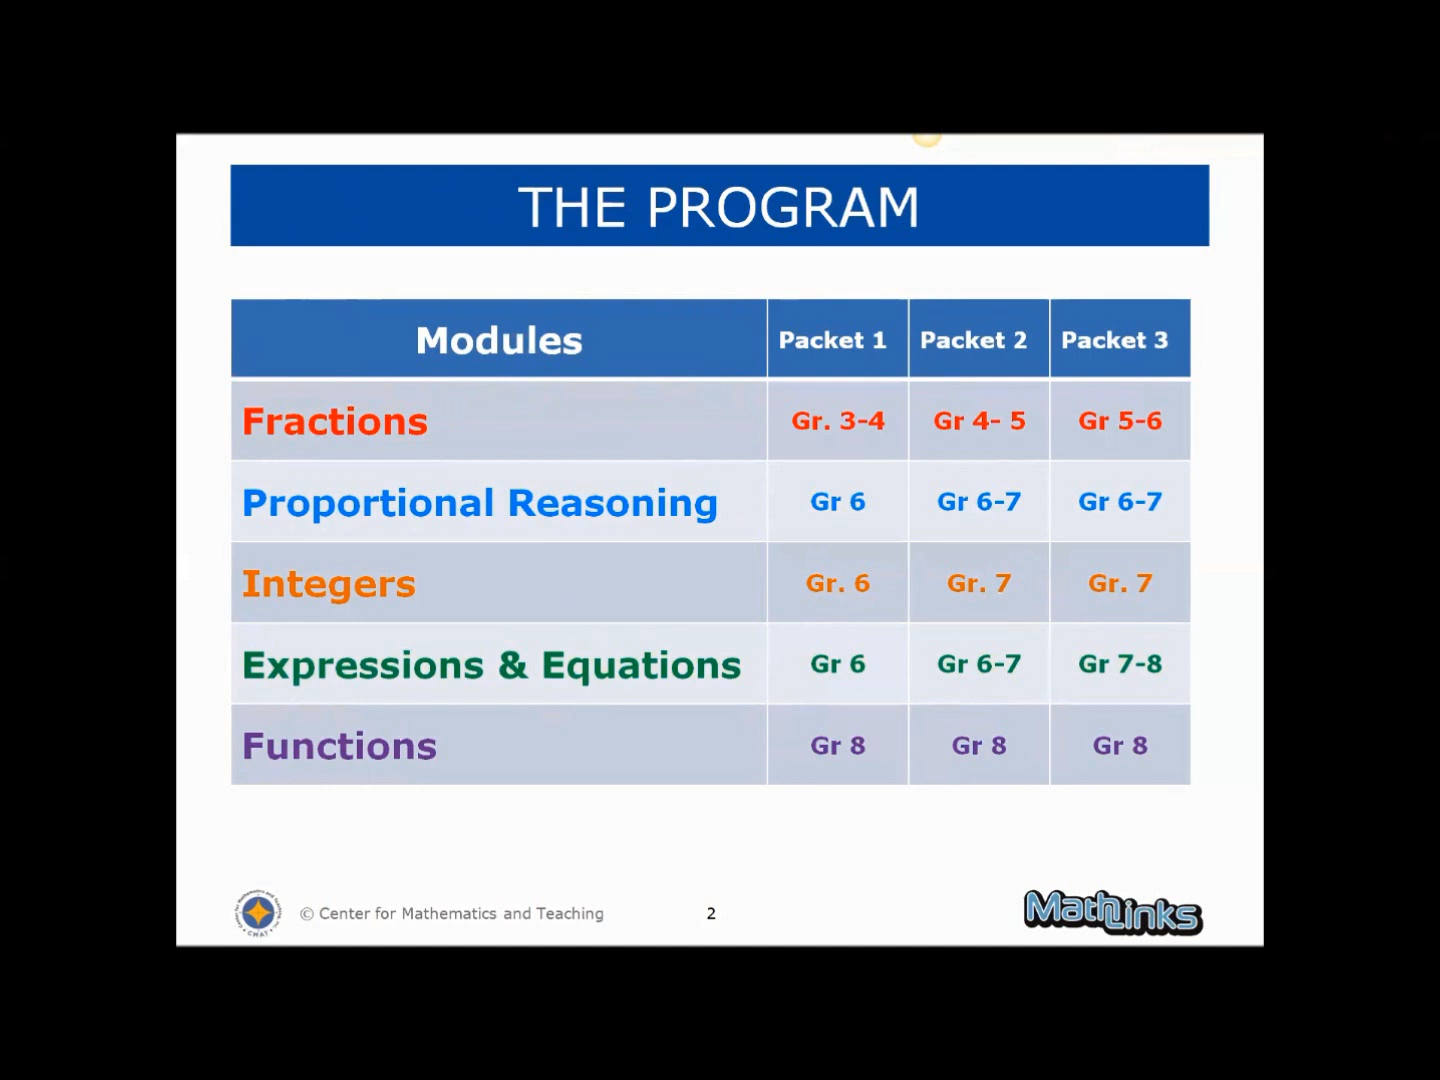 THE PROGRAM
Modules Packet 1 Packet 2 Packet 3
Fractions Gr. 3-4 Gr 4- 5 Gr 5-6
Proportional Reasoning Gr 6 Gr 6-7 Gr 6-7
Integers Gr. 6 Gr. 7 Gr. 7
Expressions & Equations Gr 6 Gr 6-7 Gr 7-8
Functions Gr 8 Gr 8 Gr 8
© Center for Mathematics and Teaching 2 MathLinks